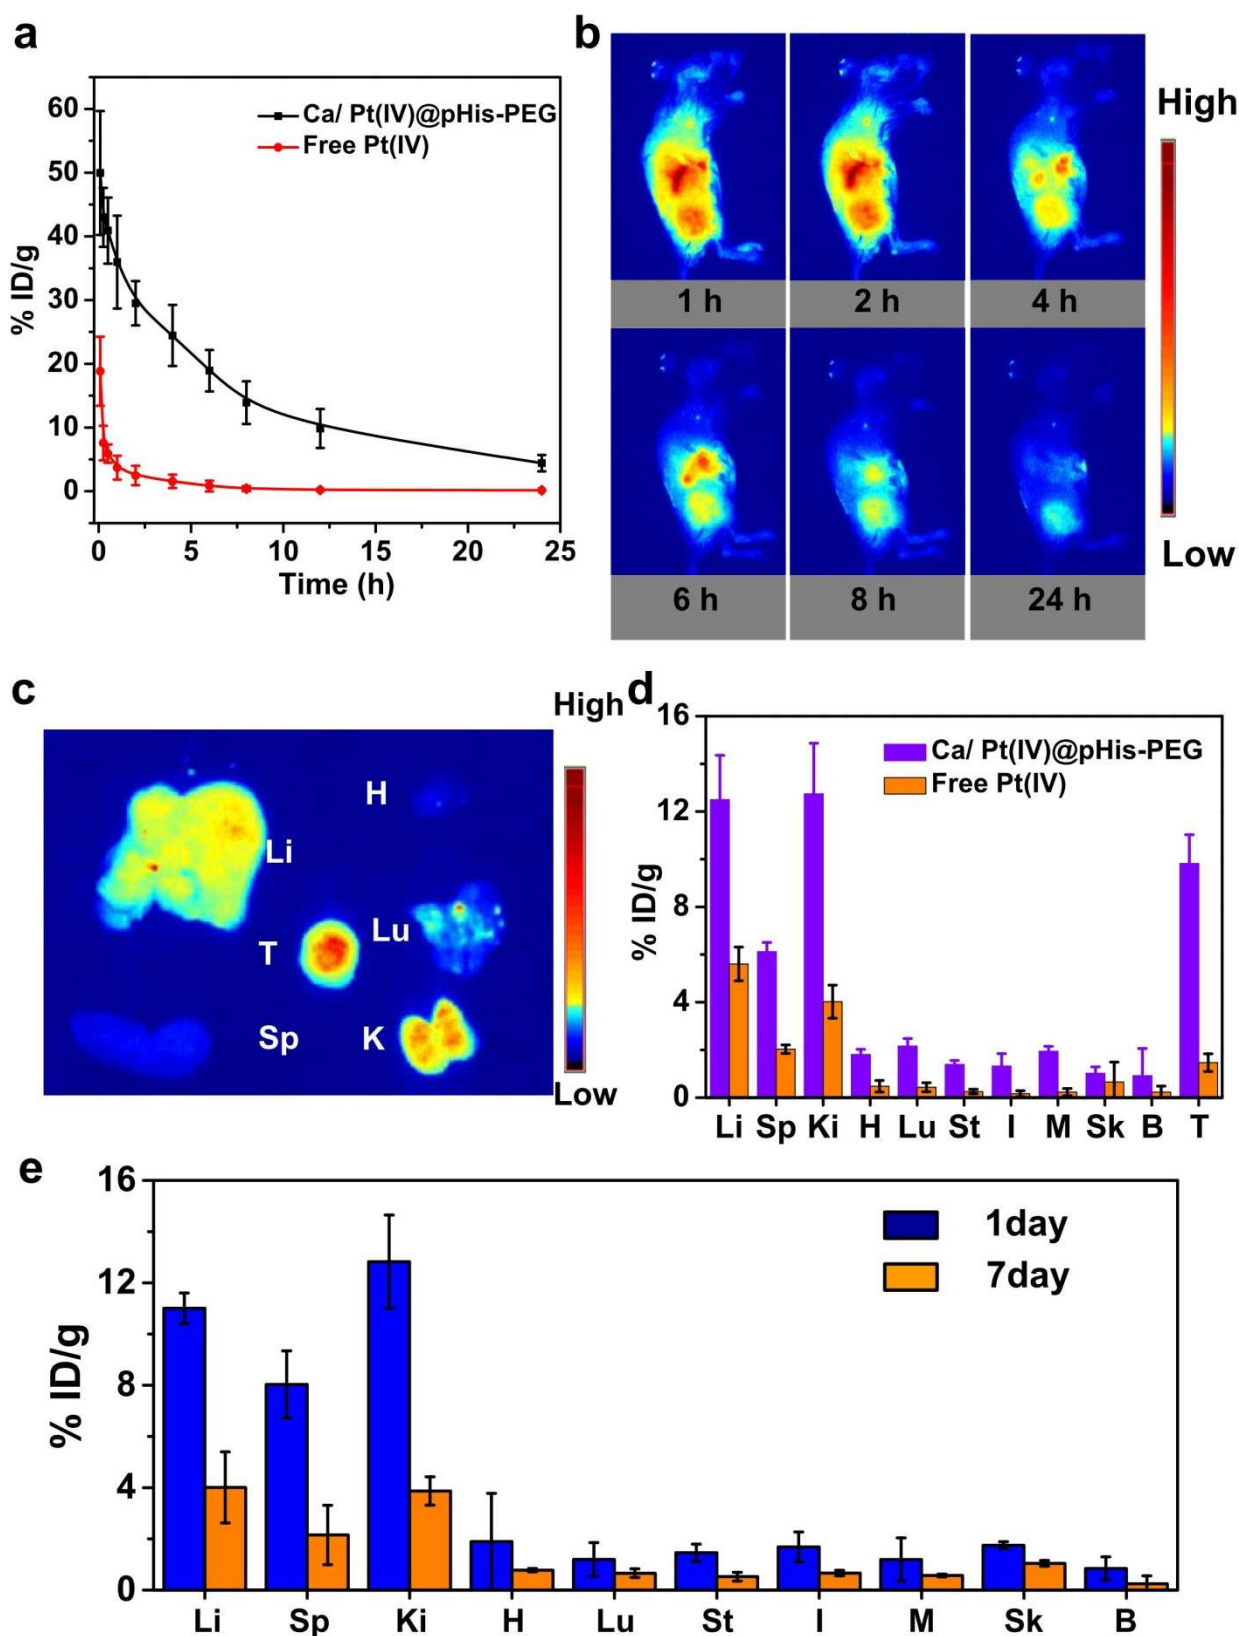 a
60
50
40
30
20
10
0
% ID/g
Ca/ Pt(IV)@pHis-PEG
Free Pt(IV)
0 5 10 15 20 25
Time (h)
b
1 h 2 h 4 h
6 h 8 h 24 h
High
Low
c
High
H
Li
Lu
T
Sp
K
Low
d
16
12
8
4
0
% ID/g
Ca/ Pt(IV)@pHis-PEG
Free Pt(IV)
Li Sp Ki H Lu St I M Sk B T
e
16
12
8
4
0
% ID/g
1day
7day
Li Sp Ki H Lu St I M Sk B